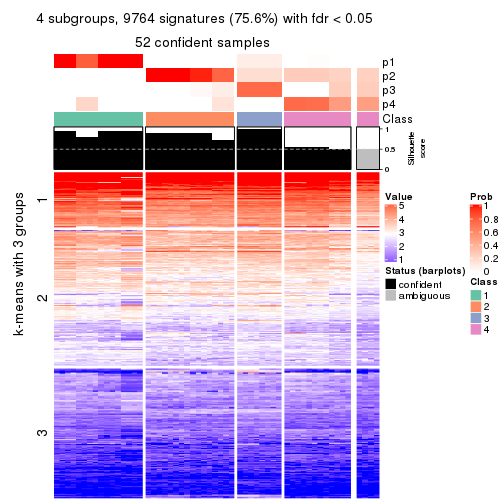 4 subgroups, 9764 signatures (75.6%) with fdr < 0.05
52 confident samples
p1
p2
p3
p4
Class
1
0.5
0
Silhouette
score
k-means with 3 groups
1
2
3
Value
5
4
3
2
1
Status (barplots)
confident
ambiguous
Prob
1
0.8
0.6
0.4
0.2
0
Class
1
2
3
4